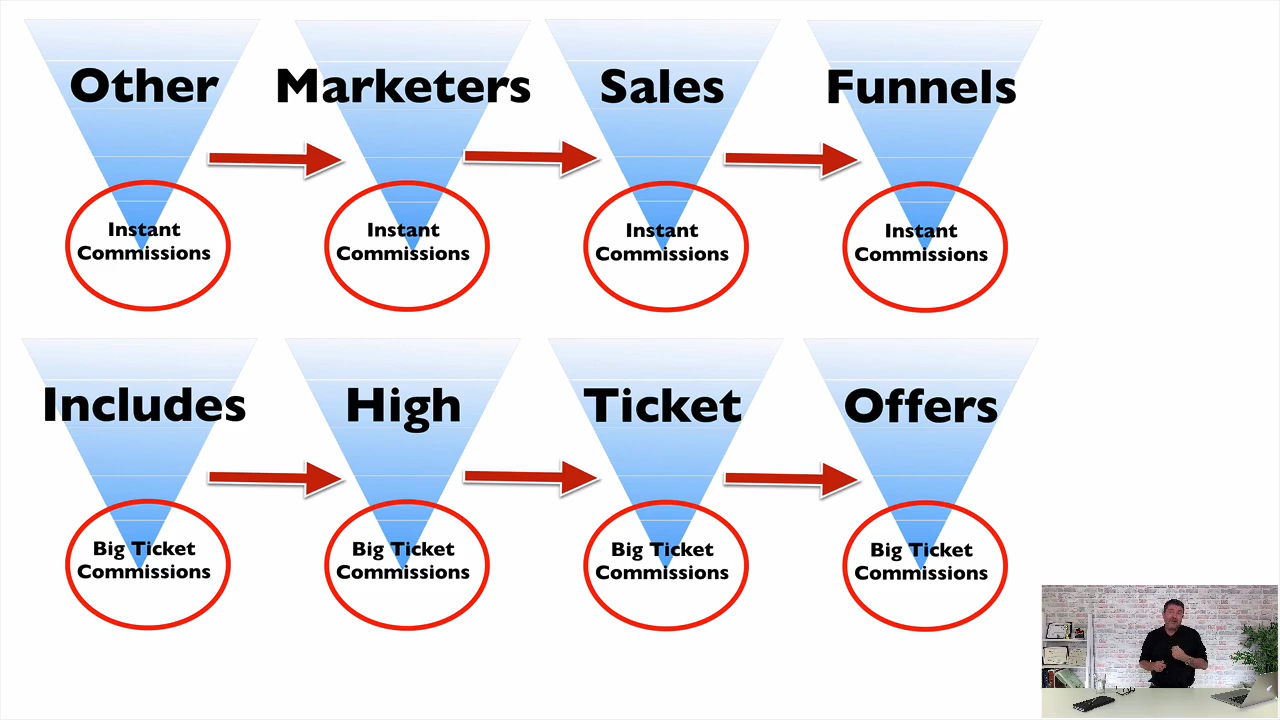 Other Marketers Sales Funnels
Instant Instant Instant Instant
Commissions Commissions Commissions Commissions
Includes High Ticket Offers
Big Ticket Big Ticket Big Ticket Big Ticket
Commissions Commissions Commissions Commissions